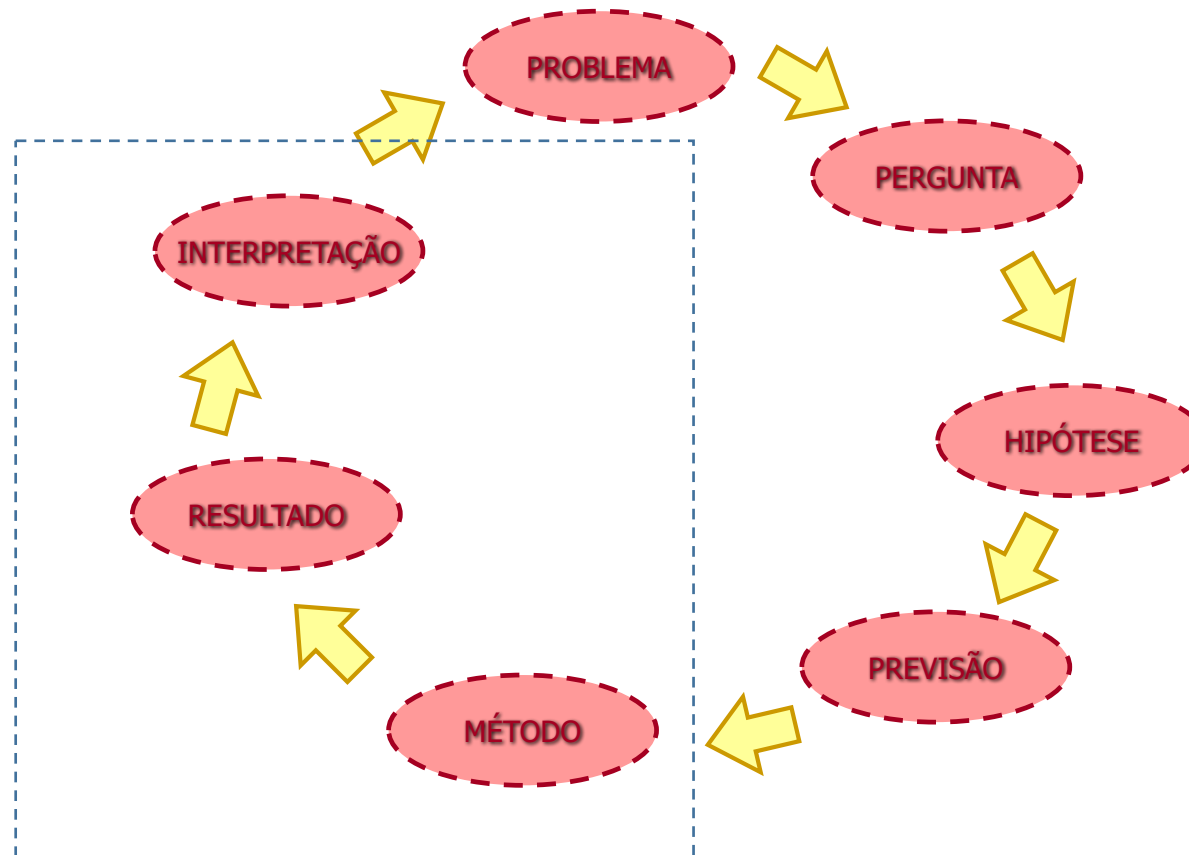 PROBLEMA
PERGUNTA
HIPÓTESE
PREVISÃO
MÉTODO
RESULTADO
INTERPRETAÇÃO